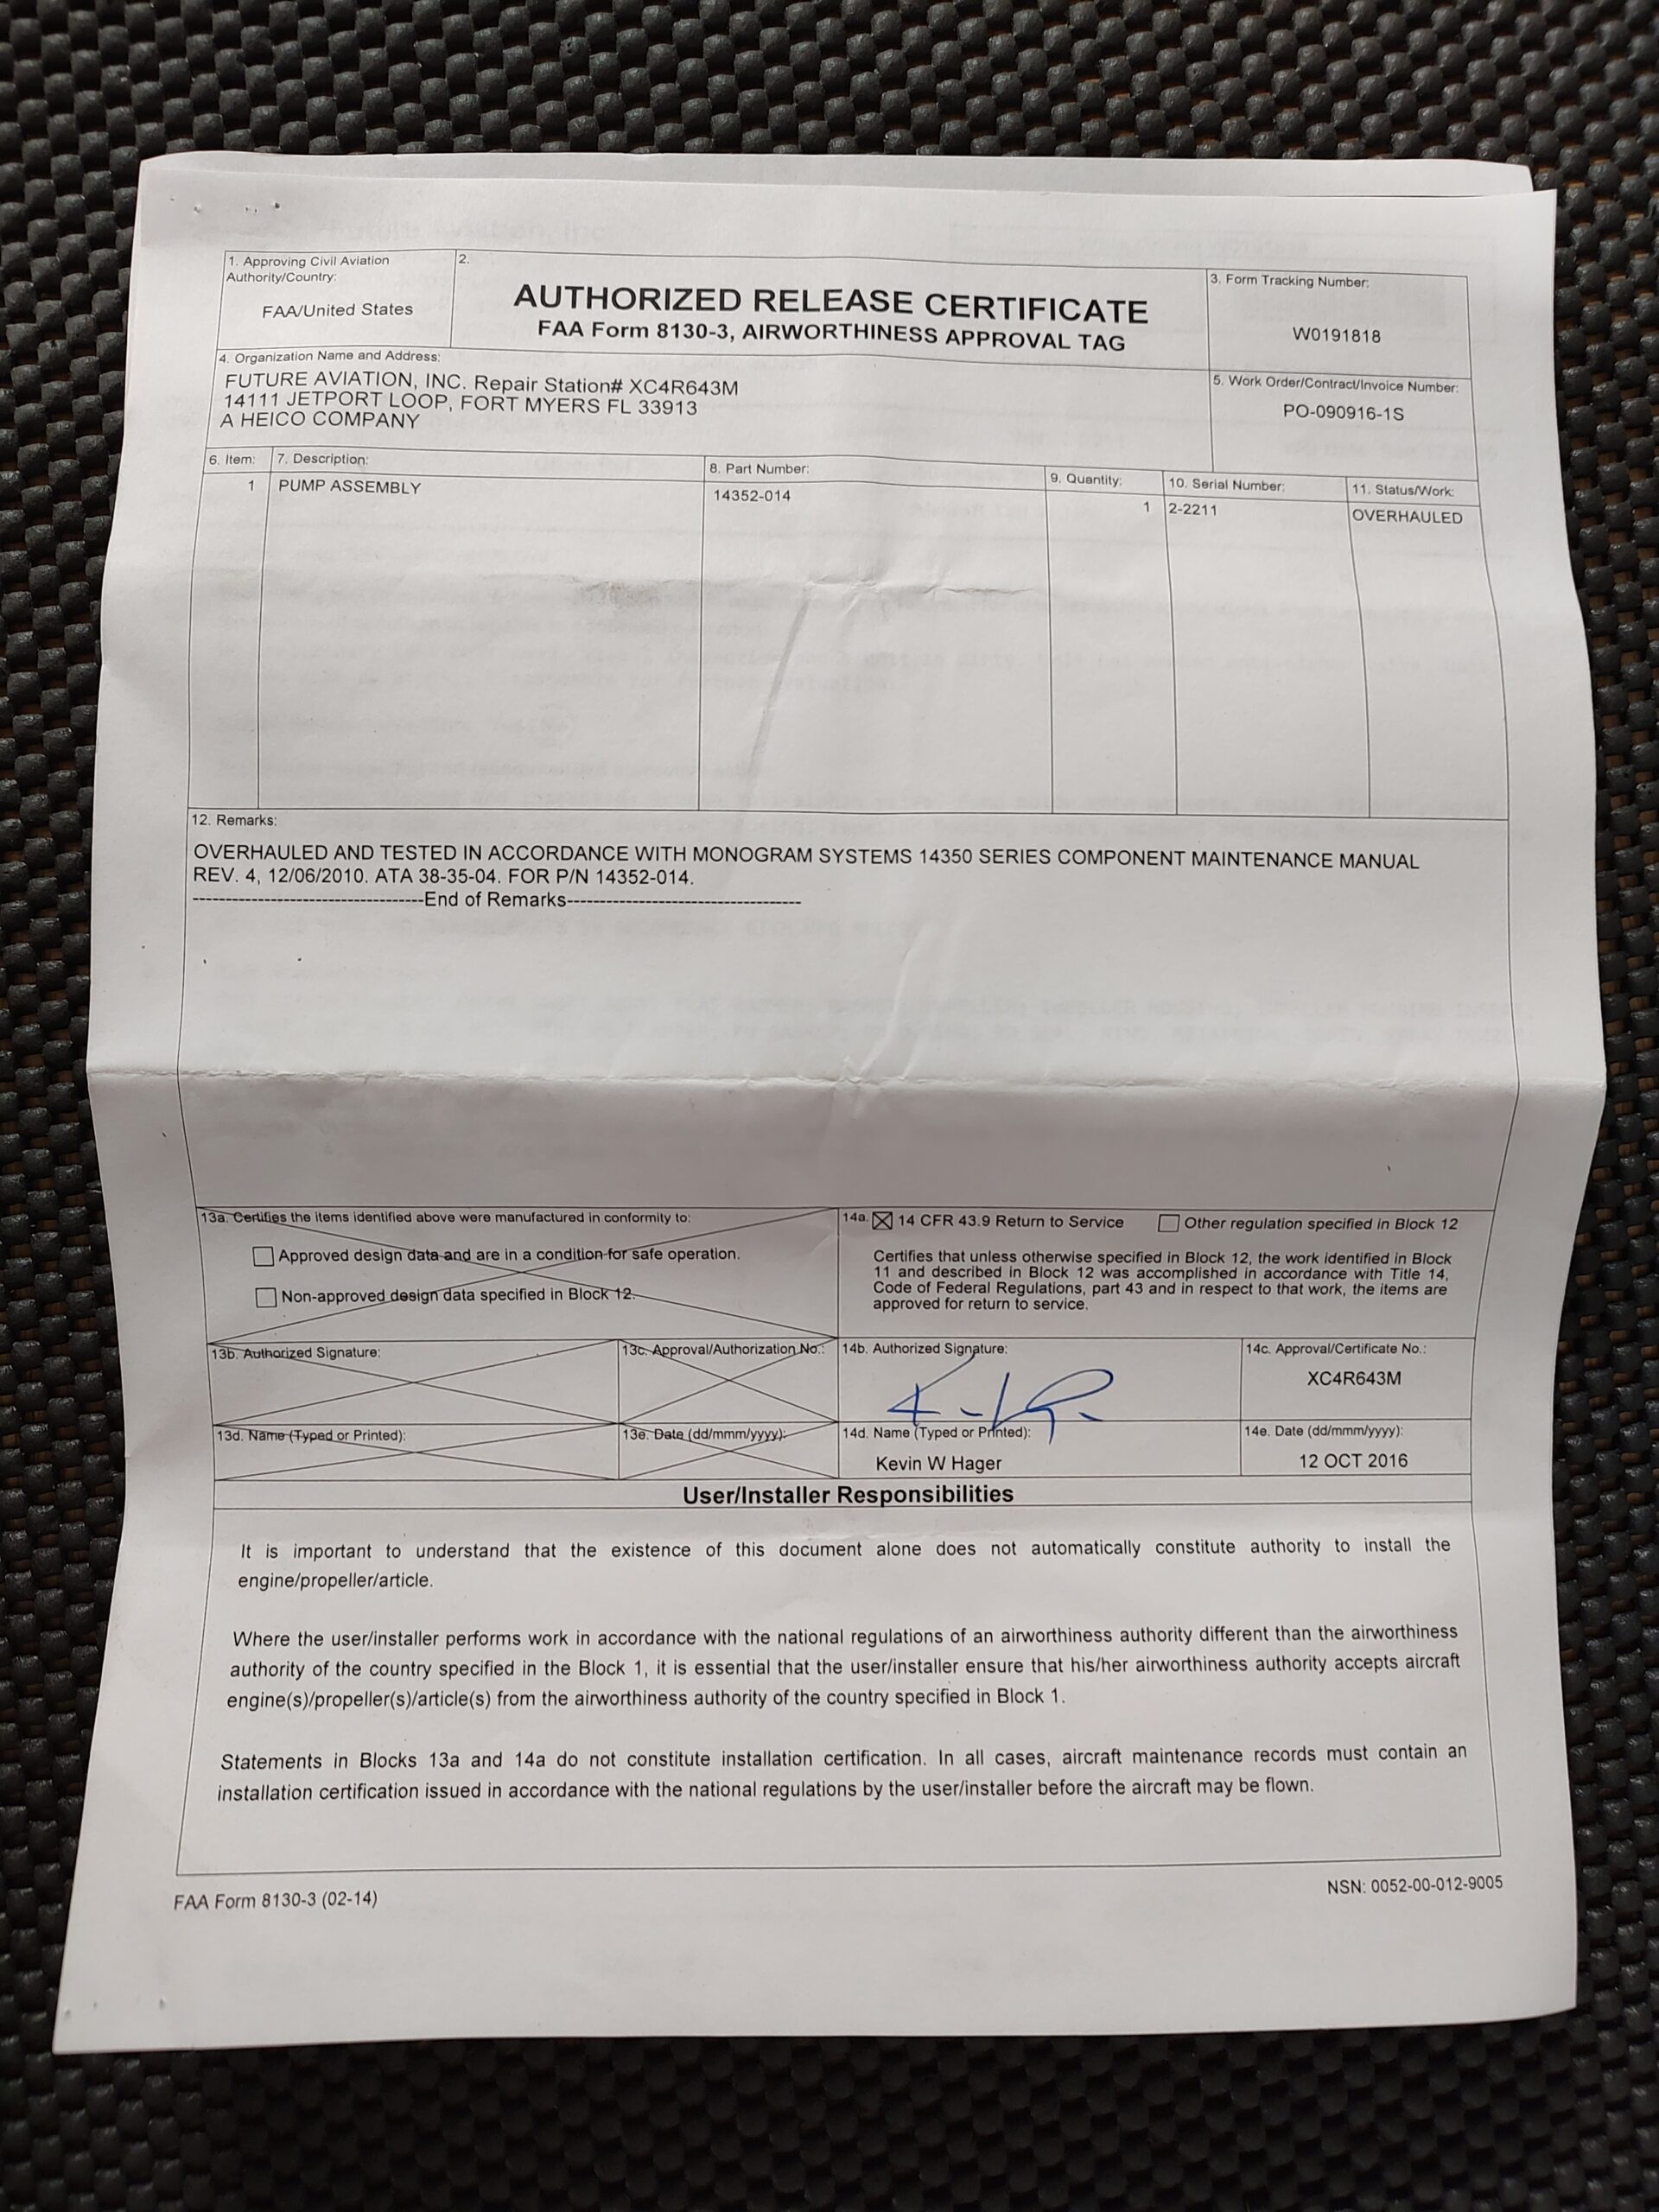 1. Approving Civil Aviation
Authority/Country:
FAA/United States
2.
AUTHORIZED RELEASE CERTIFICATE
FAA Form 8130-3, AIRWORTHINESS APPROVAL TAG
3. Form Tracking Number:
W0191818
4. Organization Name and Address:
FUTURE AVIATION, INC. Repair Station# XC4R643M
14111 JETPORT LOOP, FORT MYERS FL 33913
A HEICO COMPANY
5. Work Order/Contract/Invoice Number:
PO-090916-1S
6. Item:
7. Description:
8. Part Number:
9. Quantity:
10. Serial Number:
11. Status/Work:
1
PUMP ASSEMBLY
14352-014
1
2-2211
OVERHAULED
12. Remarks:
OVERHAULED AND TESTED IN ACCORDANCE WITH MONOGRAM SYSTEMS 14350 SERIES COMPONENT MAINTENANCE MANUAL
REV. 4, 12/06/2010. ATA 38-35-04. FOR P/N 14352-014.
-----------------------------------End of Remarks------------------------------------
13a. Certifies the items identified above were manufactured in conformity to:
Approved design data and are in a condition for safe operation.
Non-approved design data specified in Block 12.
14a. 14 CFR 43.9 Return to Service
Other regulation specified in Block 12
Certifies that unless otherwise specified in Block 12, the work identified in Block
11 and described in Block 12 was accomplished in accordance with Title 14,
Code of Federal Regulations, part 43 and in respect to that work, the items are
approved for return to service.
13b. Authorized Signature:
13c. Approval/Authorization No.:
14b. Authorized Signature:
14c. Approval/Certificate No.:
XC4R643M
13d. Name (Typed or Printed):
13e. Date (dd/mmm/yyyy):
14d. Name (Typed or Printed):
Kevin W Hager
14e. Date (dd/mmm/yyyy):
12 OCT 2016
User/Installer Responsibilities
It is important to understand that the existence of this document alone does not automatically constitute authority to install the
engine/propeller/article.
Where the user/installer performs work in accordance with the national regulations of an airworthiness authority different than the airworthiness
authority of the country specified in the Block 1, it is essential that the user/installer ensure that his/her airworthiness authority accepts aircraft
engine(s)/propeller(s)/article(s) from the airworthiness authority of the country specified in Block 1.
Statements in Blocks 13a and 14a do not constitute installation certification. In all cases, aircraft maintenance records must contain an
installation certification issued in accordance with the national regulations by the user/installer before the aircraft may be flown.
FAA Form 8130-3 (02-14)
NSN: 0052-00-012-9005